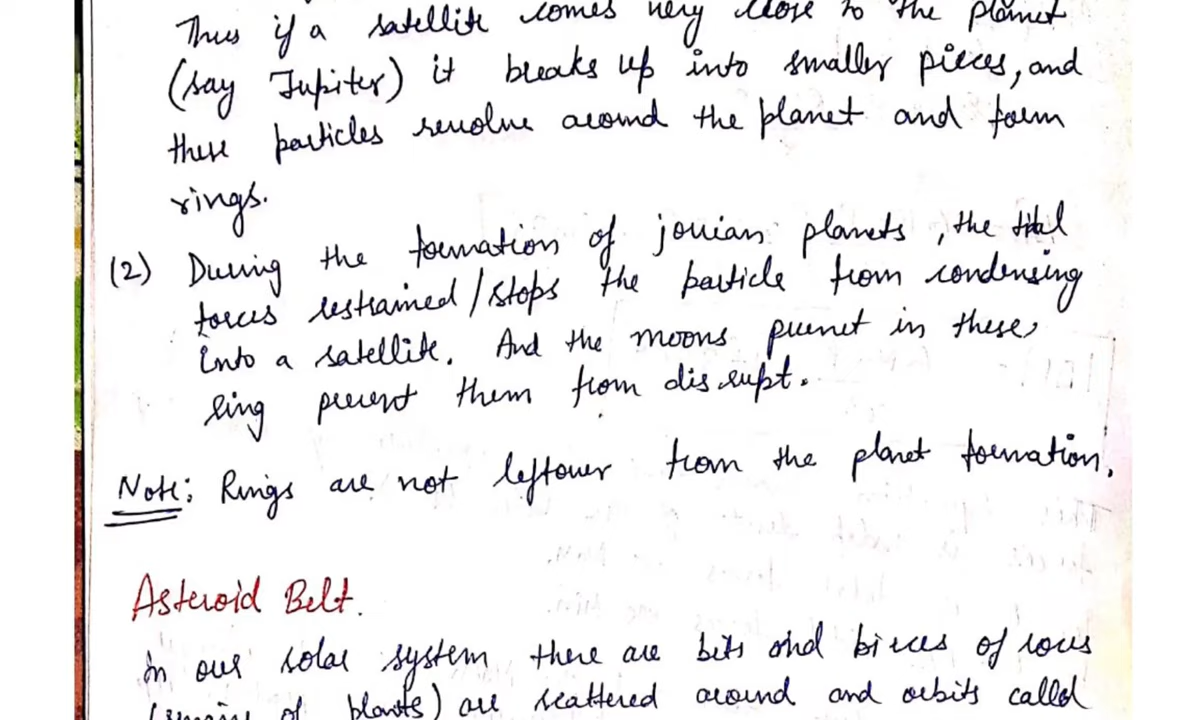 Thus if a satellite comes very close to the planet
(say Jupiter) it breaks up into smaller pieces, and
these particles revolve around the planet and form
rings.
(2) During the formation of jovian planets, the tidal
forces restrained/stops the particle from condensing
into a satellite. And the moons present in these
ring prevent them from disrupt.
Note: Rings are not leftover from the planet formation.
Asteroid Belt.
In our solar system there are bits and pieces of rocks
of planets) are scattered around and orbits called